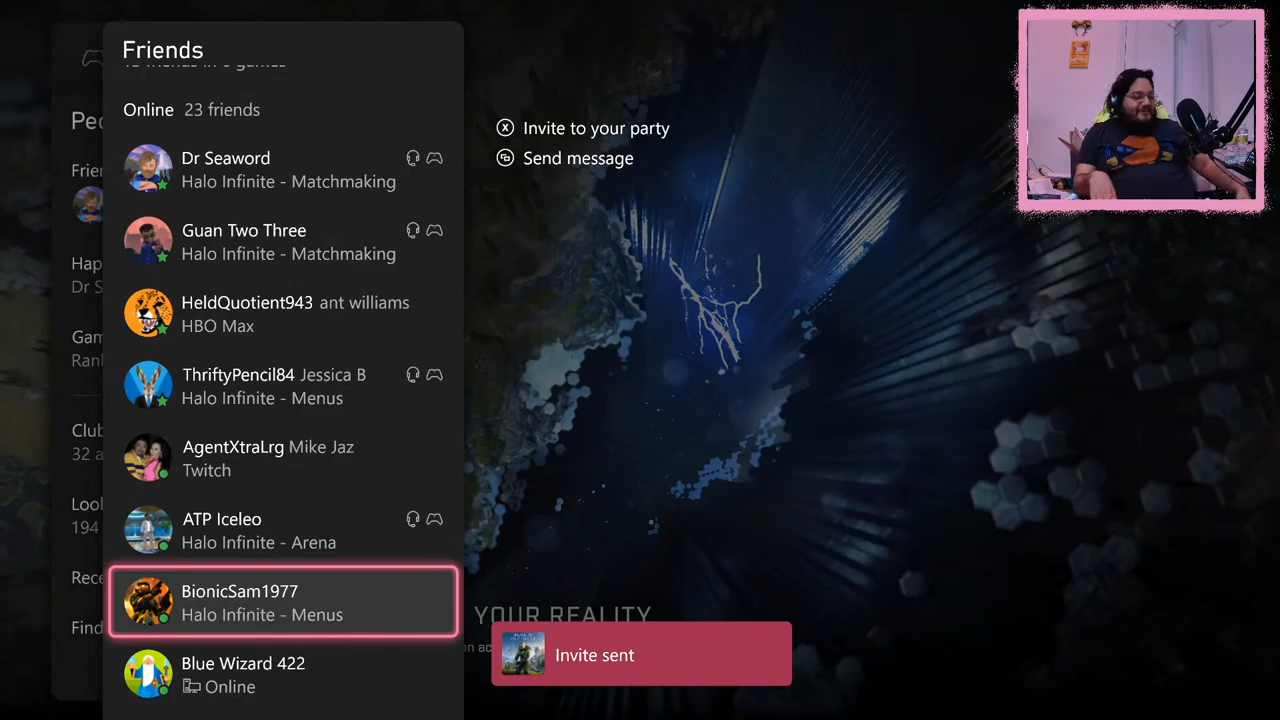 Friends
Online 23 friends
Dr Seaword
Halo Infinite - Matchmaking
Guan Two Three
Halo Infinite - Matchmaking
HeldQuotient943 ant williams
HBO Max
ThriftyPencil84 Jessica B
Halo Infinite - Menus
AgentXtraLrg Mike Jaz
Twitch
ATP Iceleo
Halo Infinite - Arena
BionicSam1977
Halo Infinite - Menus
Blue Wizard 422
Online
Invite to your party
Send message
YOUR REALITY
Invite sent
32 a
194